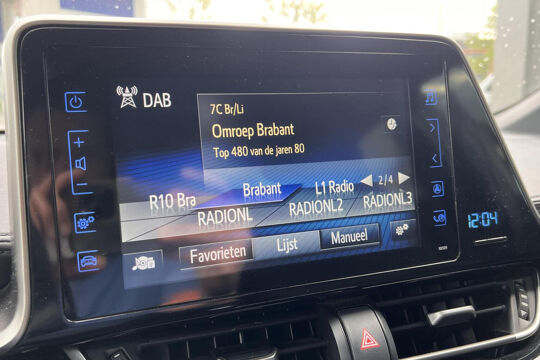 DAB
7C Br/Li
Omroep Brabant
Top 480 van de jaren 80
R10 Bra Brabant L1 Radio 2/4
RADIONL RADIONL2 RADIONL3
Favorieten Lijst Manueel
12:04